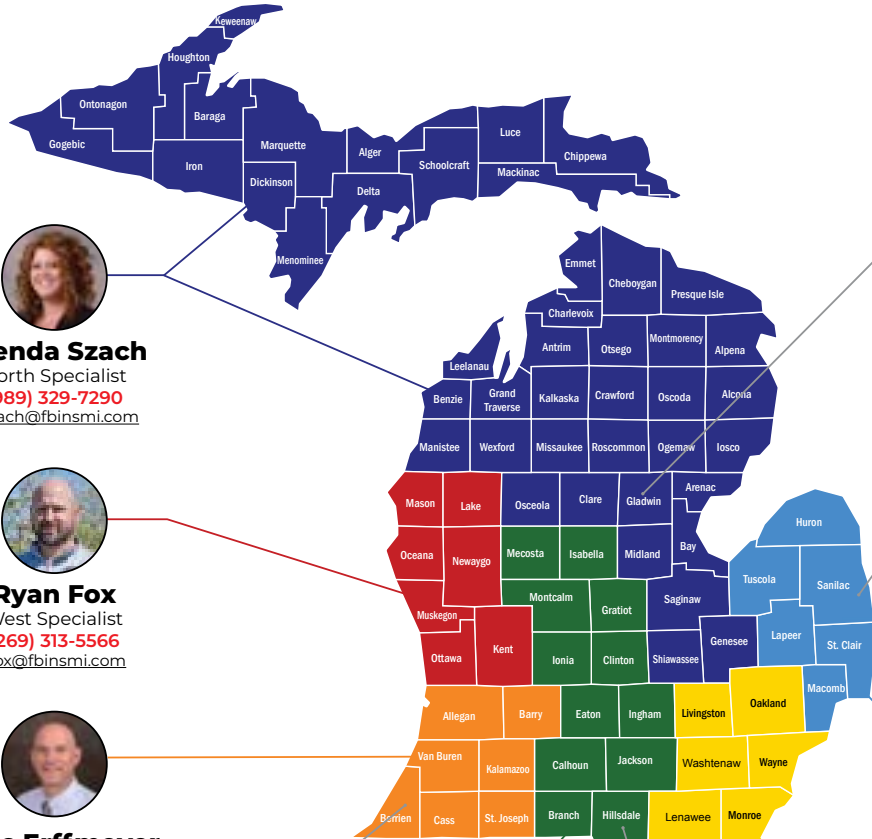 Keweenaw
Houghton
Ontonagon
Baraga
Gogebic
Iron
Marquette
Dickinson
Menominee
Alger
Delta
Schoolcraft
Luce
Mackinac
Chippewa
enda Szach
orth Specialist
989) 329-7290
ach@fbinsmi.com
Emmet
Cheboygan
Presque Isle
Charlevoix
Antrim
Otsego
Montmorency
Alpena
Leelanau
Benzie
Grand
Traverse
Kalkaska
Crawford
Oscoda
Alcona
Manistee
Wexford
Missaukee
Roscommon
Ogemaw
Iosco
Ryan Fox
West Specialist
269) 313-5566
ox@fbinsmi.com
Mason
Lake
Osceola
Clare
Gladwin
Arenac
Huron
Oceana
Newaygo
Mecosta
Isabella
Midland
Bay
Tuscola
Sanilac
Muskegon
Montcalm
Gratiot
Saginaw
Ottawa
Kent
Ionia
Clinton
Shiawassee
Genesee
Lapeer
St. Clair
Allegan
Barry
Eaton
Ingham
Livingston
Oakland
Macomb
Van Buren
Kalamazoo
Calhoun
Jackson
Washtenaw
Wayne
Berrien
Cass
St. Joseph
Branch
Hillsdale
Lenawee
Monroe